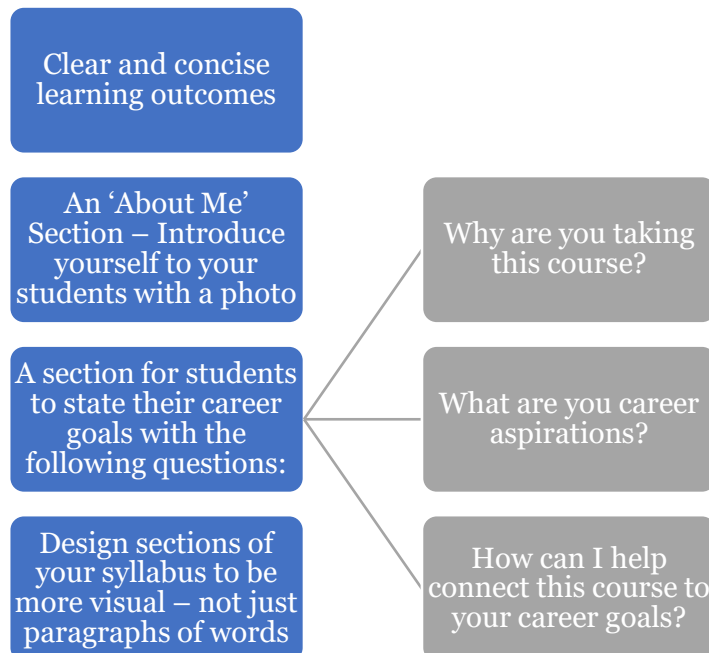 Clear and concise
learning outcomes
An ‘About Me’
Section – Introduce
yourself to your
students with a photo
A section for students
to state their career
goals with the
following questions:
Design sections of
your syllabus to be
more visual – not just
paragraphs of words
Why are you taking
this course?
What are you career
aspirations?
How can I help
connect this course to
your career goals?